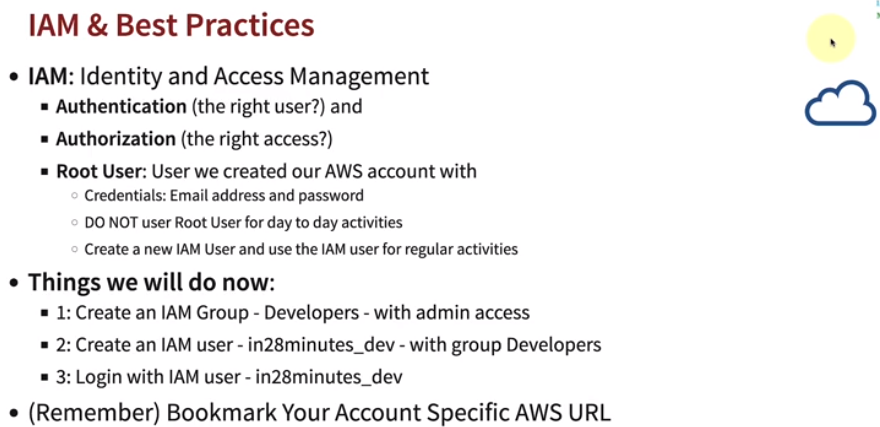 IAM & Best Practices
• IAM: Identity and Access Management
▪ Authentication (the right user?) and
▪ Authorization (the right access?)
▪ Root User: User we created our AWS account with
○ Credentials: Email address and password
○ DO NOT user Root User for day to day activities
○ Create a new IAM User and use the IAM user for regular activities
• Things we will do now:
▪ 1: Create an IAM Group - Developers - with admin access
▪ 2: Create an IAM user - in28minutes_dev - with group Developers
▪ 3: Login with IAM user - in28minutes_dev
• (Remember) Bookmark Your Account Specific AWS URL